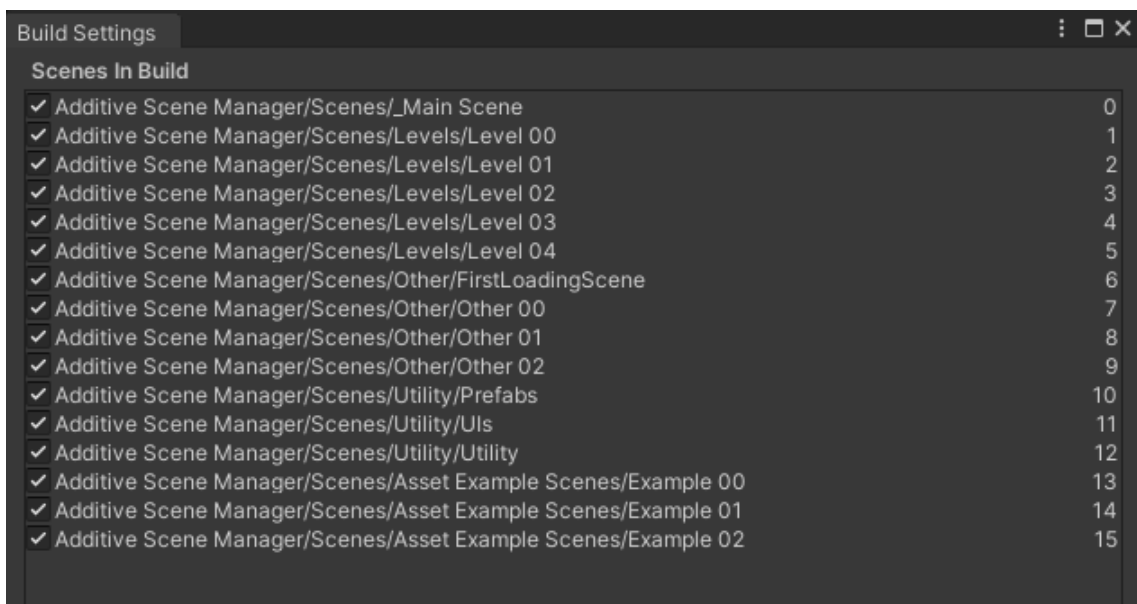 Build Settings
Scenes In Build
Additive Scene Manager/Scenes/_Main Scene 0
Additive Scene Manager/Scenes/Levels/Level 00 1
Additive Scene Manager/Scenes/Levels/Level 01 2
Additive Scene Manager/Scenes/Levels/Level 02 3
Additive Scene Manager/Scenes/Levels/Level 03 4
Additive Scene Manager/Scenes/Levels/Level 04 5
Additive Scene Manager/Scenes/Other/FirstLoadingScene 6
Additive Scene Manager/Scenes/Other/Other 00 7
Additive Scene Manager/Scenes/Other/Other 01 8
Additive Scene Manager/Scenes/Other/Other 02 9
Additive Scene Manager/Scenes/Utility/Prefabs 10
Additive Scene Manager/Scenes/Utility/UIs 11
Additive Scene Manager/Scenes/Utility/Utility 12
Additive Scene Manager/Scenes/Asset Example Scenes/Example 00 13
Additive Scene Manager/Scenes/Asset Example Scenes/Example 01 14
Additive Scene Manager/Scenes/Asset Example Scenes/Example 02 15